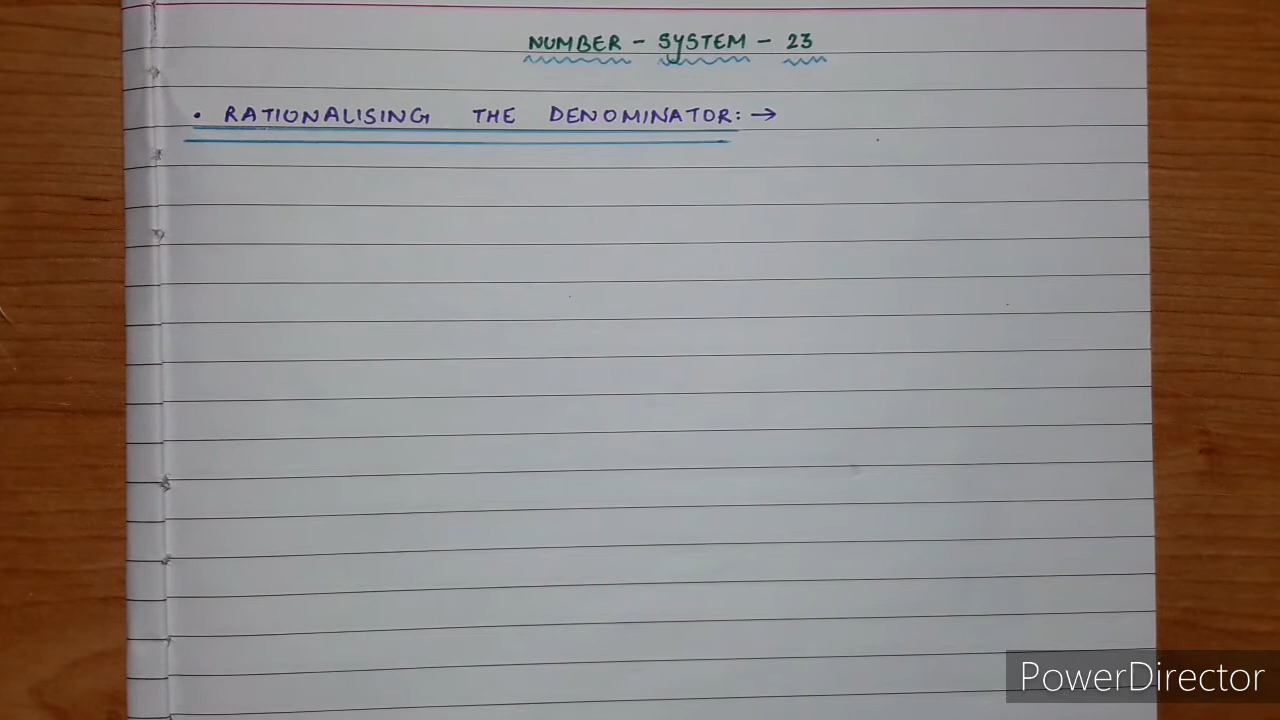 NUMBER - SYSTEM - 23
• RATIONALISING THE DENOMINATOR: →
PowerDirector